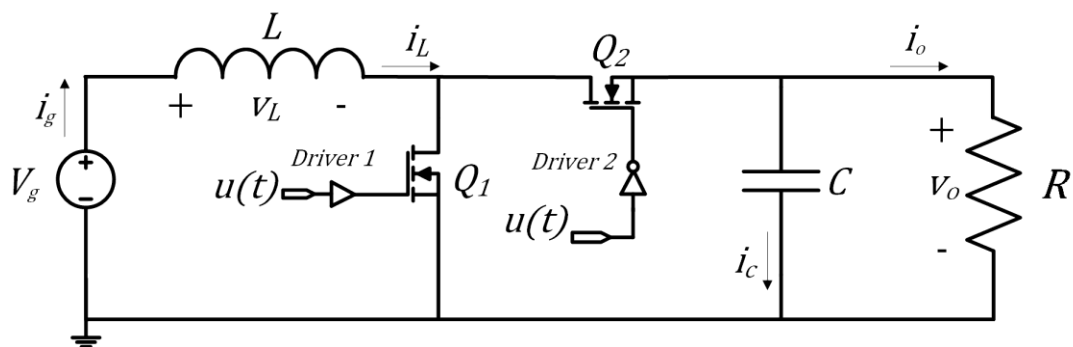 L
i_L
Q_2
i_o
i_g
+
v_L
-
V_g
Driver 1
u(t)
Q_1
Driver 2
u(t)
C
i_c
+
v_o
-
R